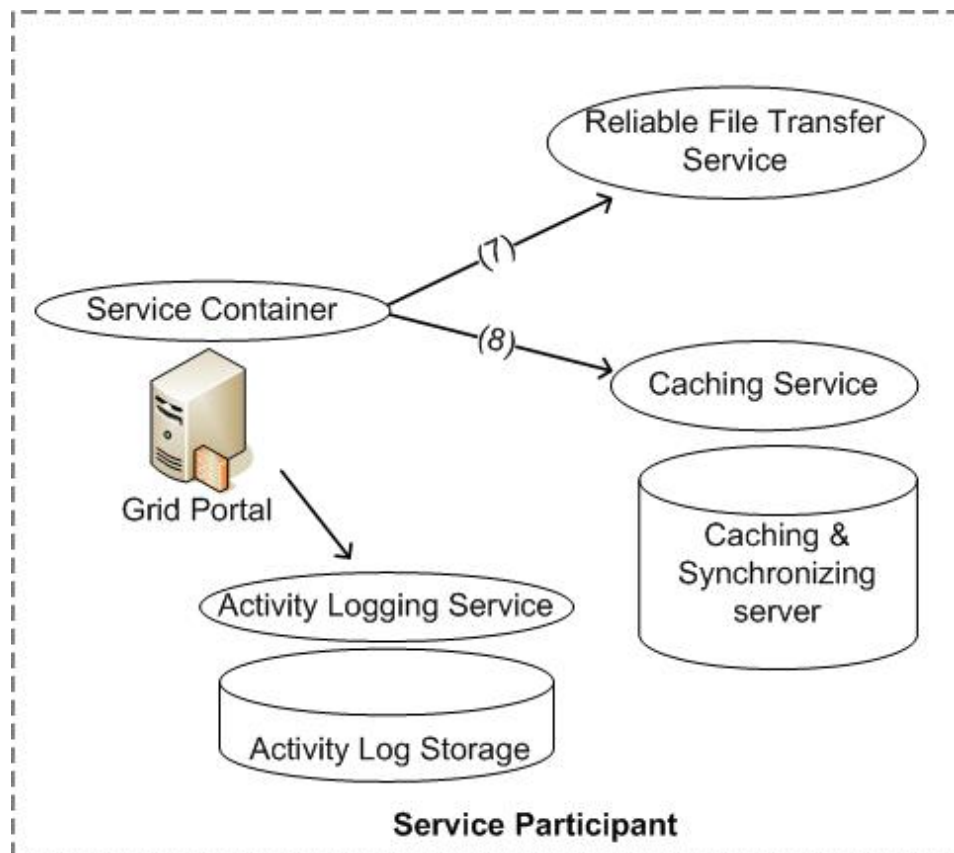 Reliable File Transfer
Service
(7)
Service Container
(8)
Caching Service
Grid Portal
Caching &
Synchronizing
server
Activity Logging Service
Activity Log Storage
Service Participant